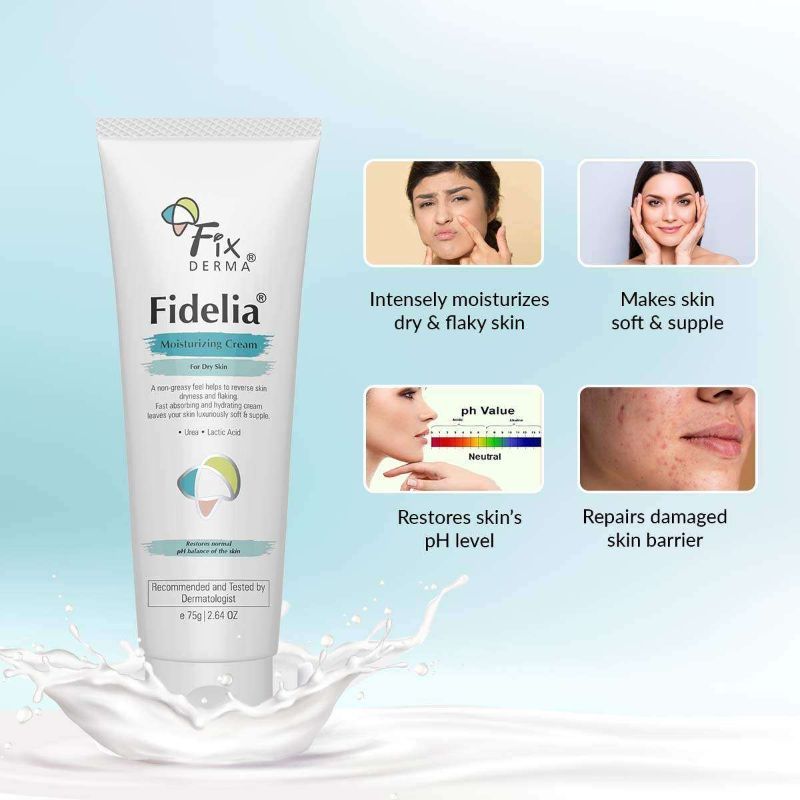 Fix
DERMA®
Fidelia®
Moisturizing Cream
For Dry Skin
A non-greasy feel helps to reverse skin
dryness and flaking.
Fast absorbing and hydrating cream
leaves your skin luxuriously soft & supple.
• Urea • Lactic Acid
Restores normal
pH balance of the skin
Recommended and Tested by
Dermatologist
e 75g | 2.64 OZ
Intensely moisturizes
dry & flaky skin
Makes skin
soft & supple
ph Value
Neutral
Restores skin's
pH level
Repairs damaged
skin barrier